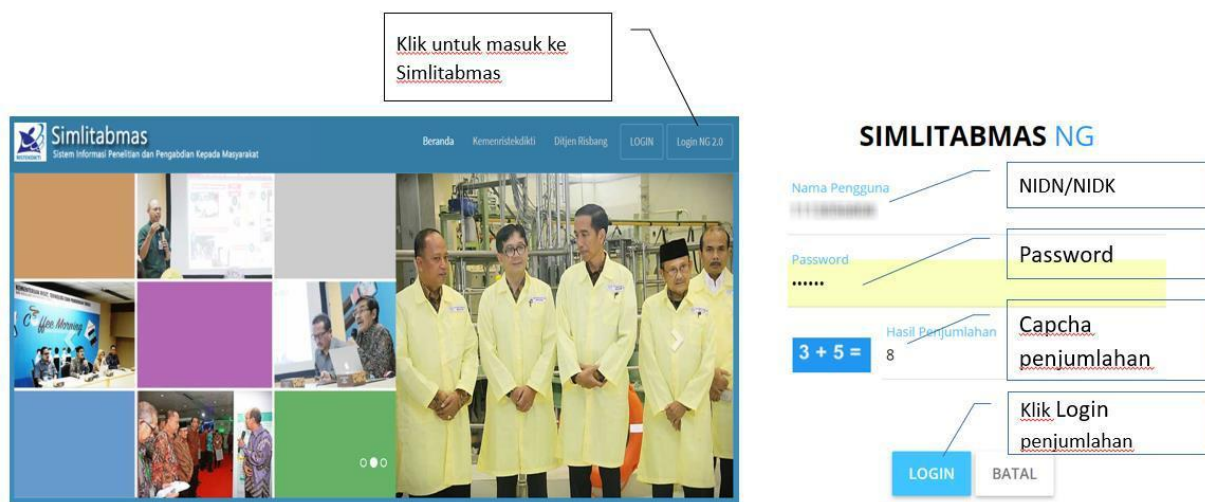 Klik untuk masuk ke
Simlitabmas
Simlitabmas
Sistem Informasi Penelitian dan Pengabdian Kepada Masyarakat
Beranda
Kemenristekdikti
Ditjen Risbang
LOGIN
Login NG 2.0
Coffee Morning
SIMLITABMAS NG
Nama Pengguna
NIDN/NIDK
Password
Password
3 + 5 =
Hasil Penjumlahan
8
Capcha
penjumlahan
Klik Login
penjumlahan
LOGIN
BATAL